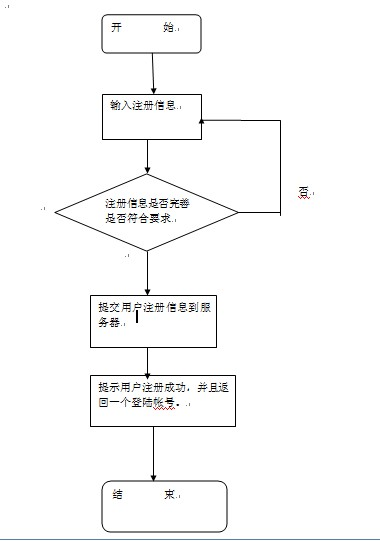 开 始
输入注册信息
注册信息是否完善
是否符合要求
否
提交用户注册信息到服
务器
提示用户注册成功，并且返
回一个登陆帐号。
结 束